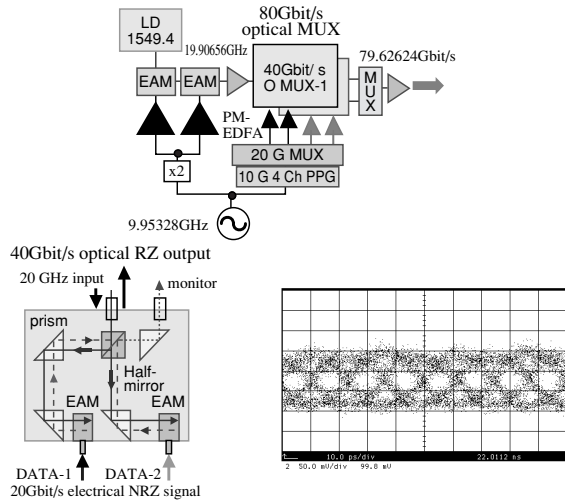 80Gbit/s
optical MUX
LD
1549.4
19.90656GHz
79.62624Gbit/s
EAM
EAM
40Gbit/ s
O MUX-1
MUX
PM-
EDFA
20 G MUX
x2
10 G 4 Ch PPG
9.95328GHz
40Gbit/s optical RZ output
20 GHz input
monitor
prism
Half-
mirror
EAM
EAM
DATA-1
DATA-2
20Gbit/s electrical NRZ signal
10.0 ps/div
22.0112 ns
2 50.0 mV/div 99.8 mV